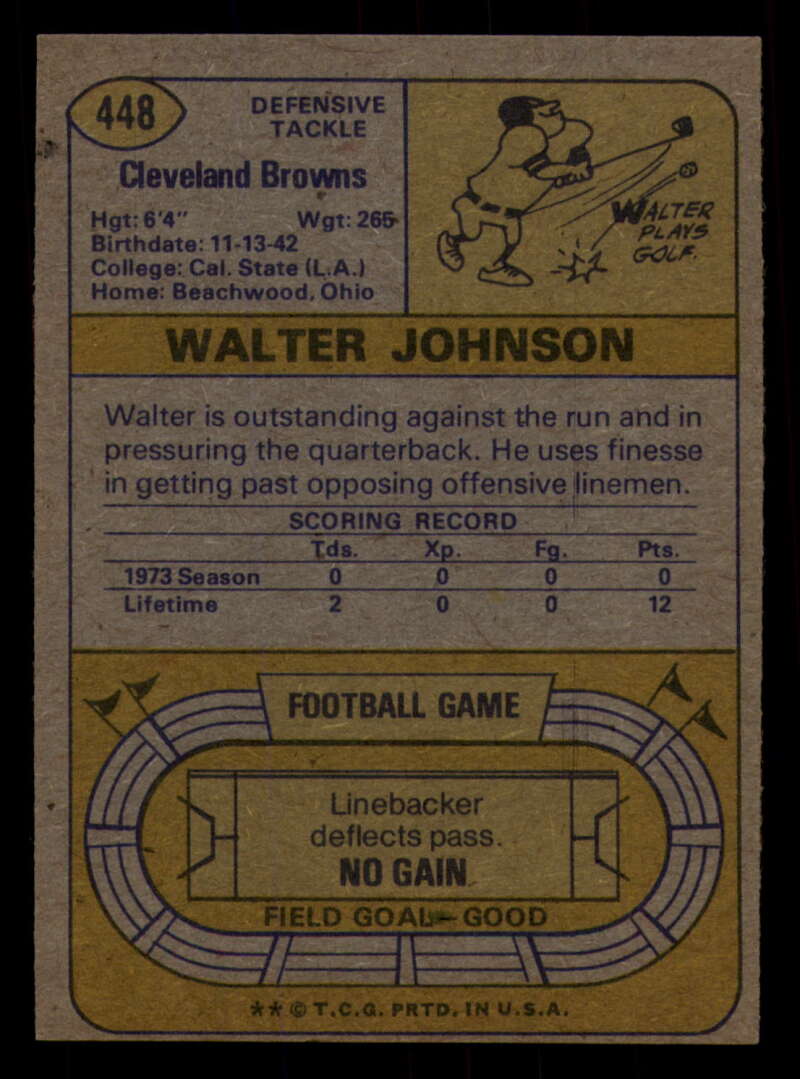 448
DEFENSIVE
TACKLE
Cleveland Browns
Hgt: 6'4" Wgt: 265
Birthdate: 11-13-42
College: Cal. State (L.A.)
Home: Beachwood, Ohio
WALTER
PLAYS
GOLF.
WALTER JOHNSON
Walter is outstanding against the run and in
pressuring the quarterback. He uses finesse
in getting past opposing offensive linemen.
SCORING RECORD
Tds. Xp. Fg. Pts.
1973 Season 0 0 0 0
Lifetime 2 0 0 12
FOOTBALL GAME
Linebacker
deflects pass.
NO GAIN
FIELD GOAL—GOOD
** © T.C.G. PRTD. IN U.S.A.